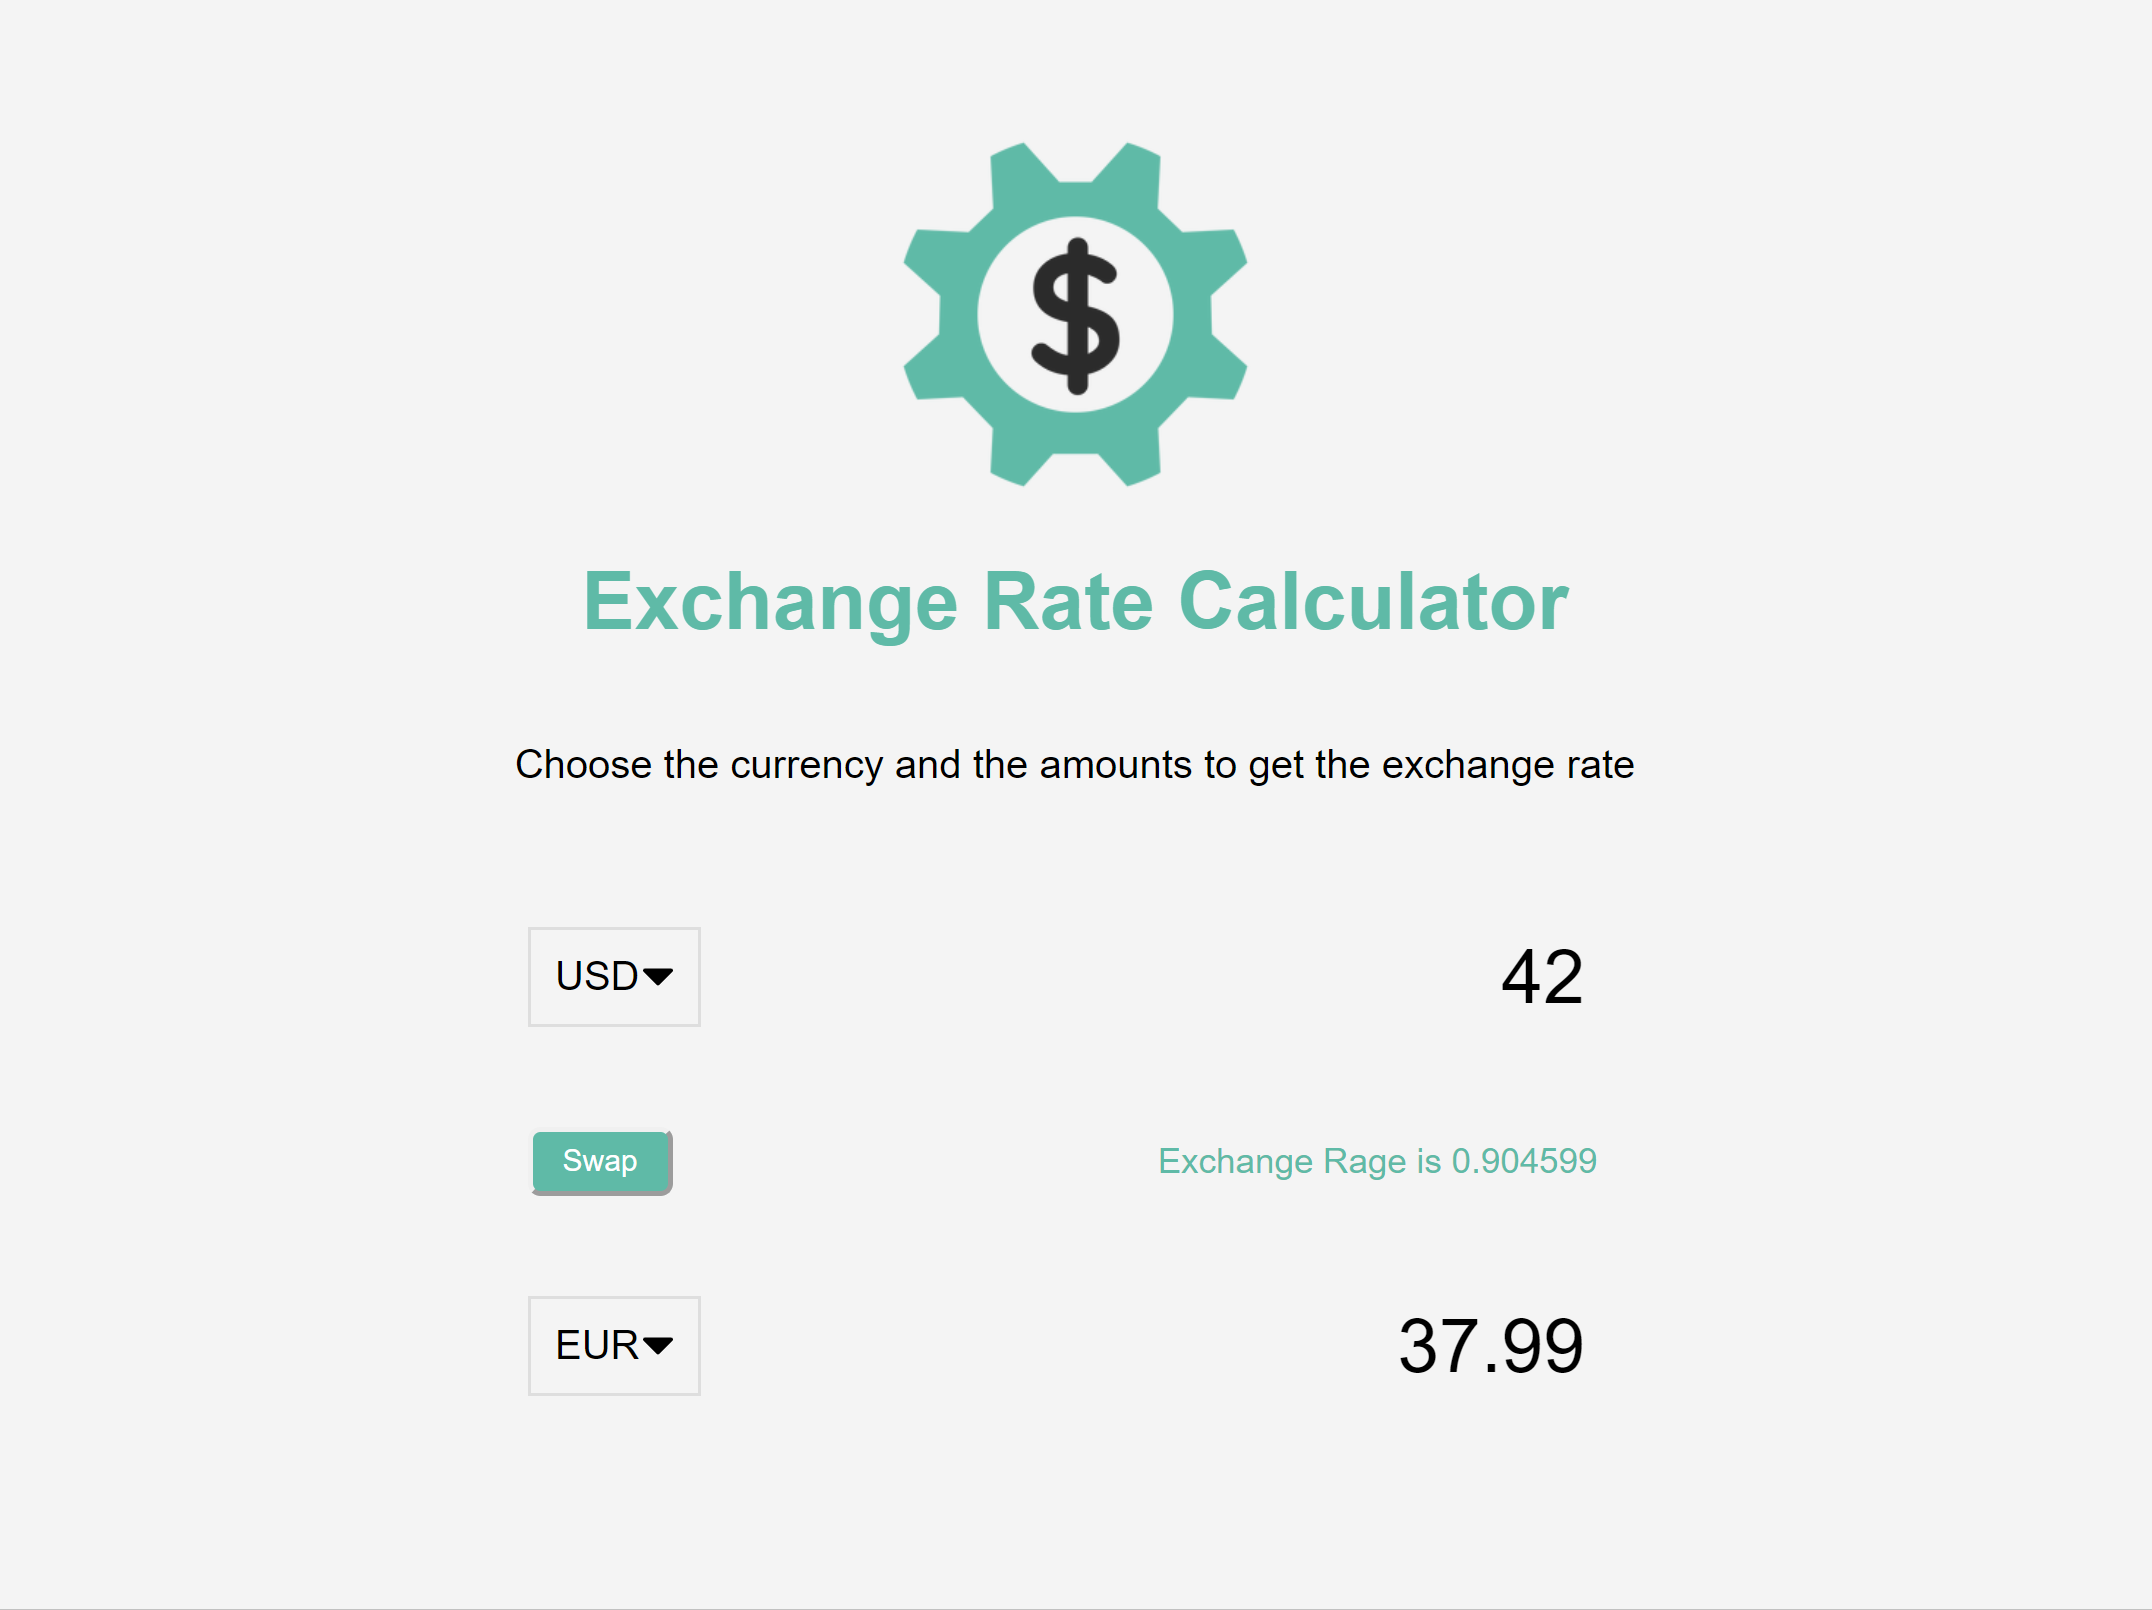 $
Exchange Rate Calculator
Choose the currency and the amounts to get the exchange rate
USD 42
Swap Exchange Rage is 0.904599
EUR 37.99